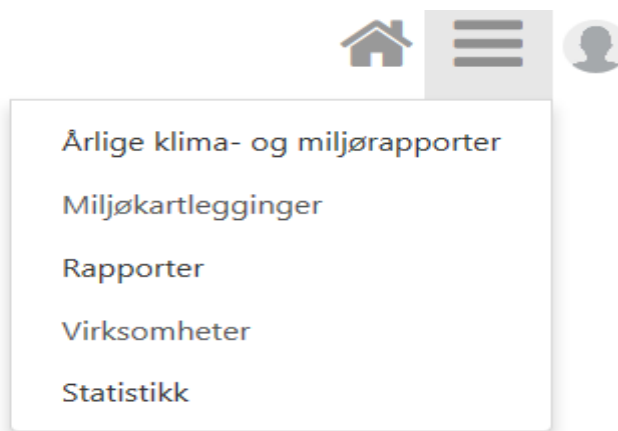 Årlige klima- og miljørapporter
Miljøkartlegginger
Rapporter
Virksomheter
Statistikk